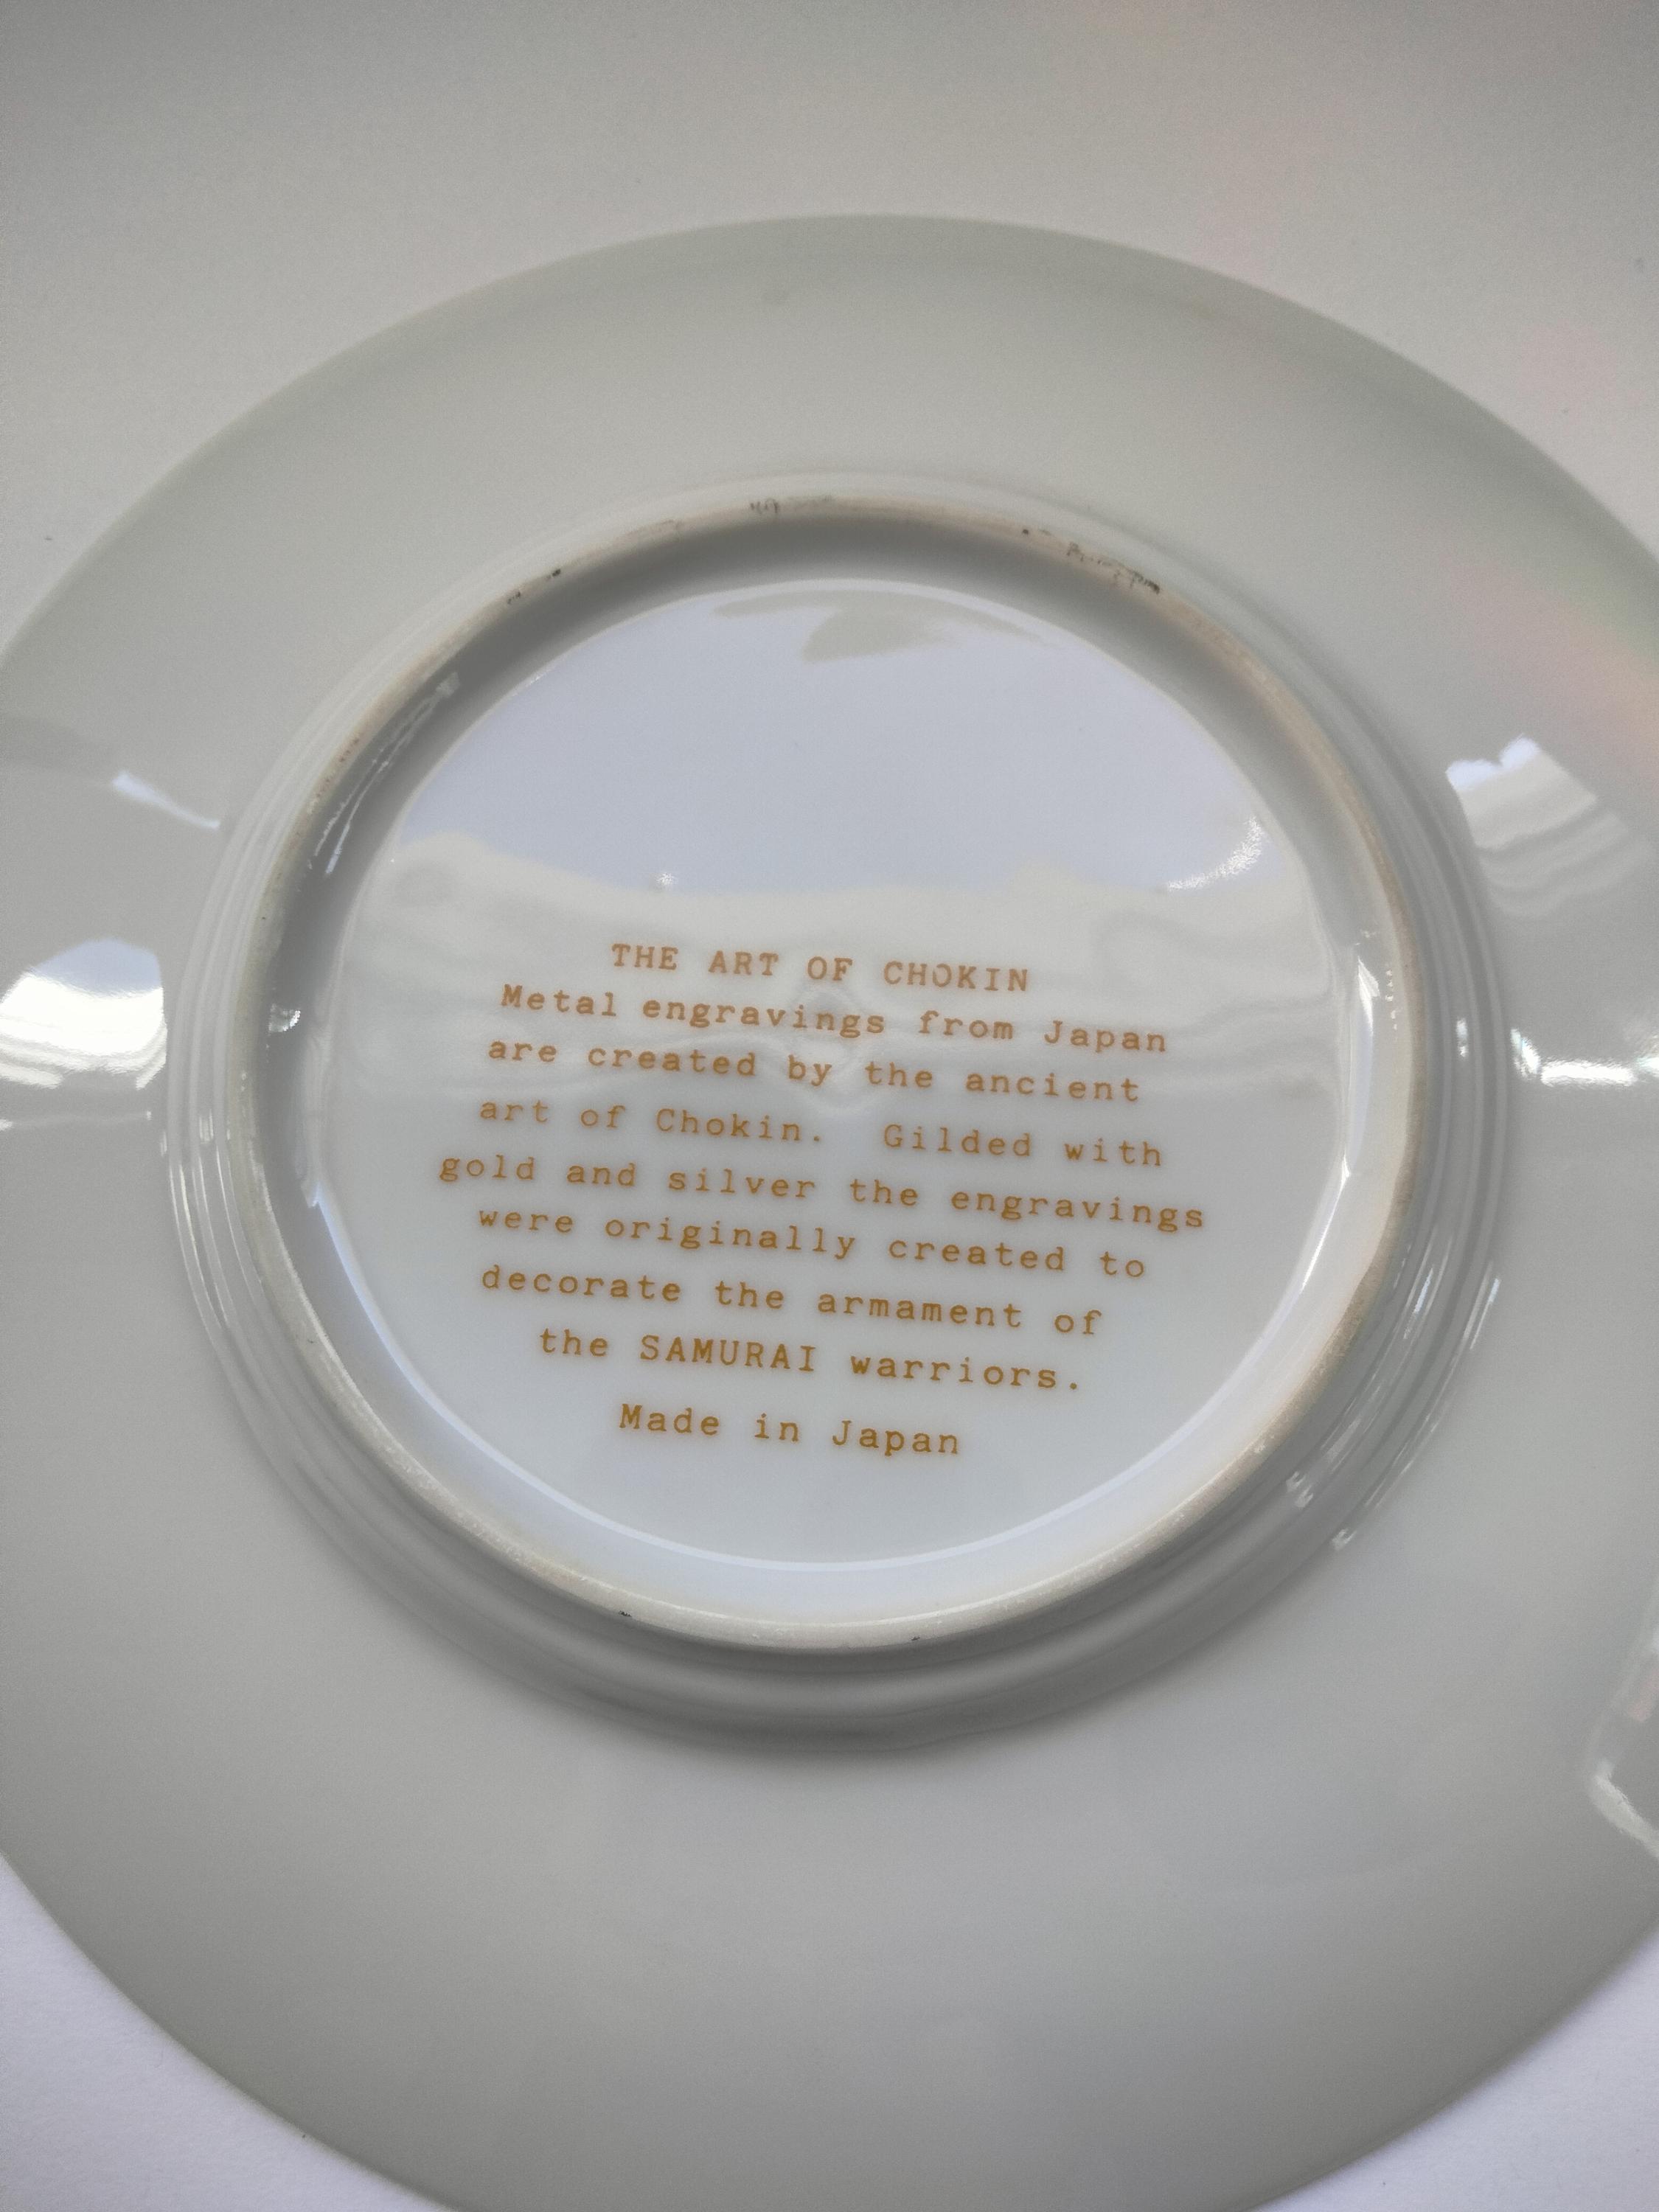 THE ART OF CHOKIN
Metal engravings from Japan
are created by the ancient
art of Chokin.  Gilded with
gold and silver the engravings
were originally created to
decorate the armament of
the SAMURAI warriors.
Made in Japan